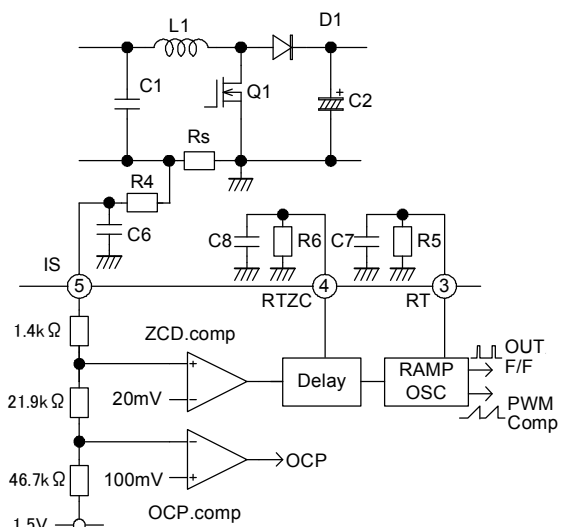 L1
D1
C1
Q1
C2
+
Rs
R4
C6
C8
R6
C7
R5
IS
5
RTZC
4
RT
3
1.4kΩ
ZCD.comp
+
20mV
−
Delay
RAMP
OSC
OUT
F/F
PWM
Comp
21.9kΩ
−
100mV
+
OCP
46.7kΩ
OCP.comp
1.5V